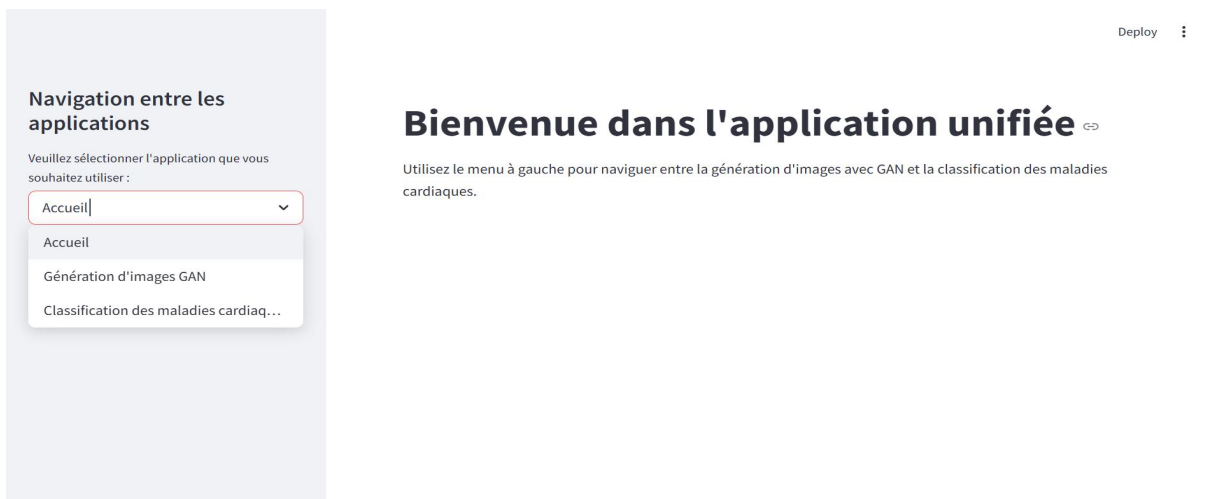 Deploy
Navigation entre les
applications
Veuillez sélectionner l'application que vous
souhaitez utiliser :
Accueil
Accueil
Génération d'images GAN
Classification des maladies cardiaq...
Bienvenue dans l'application unifiée
Utilisez le menu à gauche pour naviguer entre la génération d'images avec GAN et la classification des maladies
cardiaques.